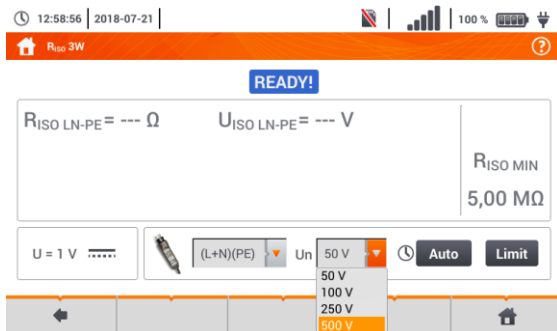 12:58:56 2018-07-21 100 %
RISO 3W ?
READY!
RISO LN-PE= --- Ω UISO LN-PE= --- V
RISO MIN
5,00 MΩ
U = 1 V (L+N)(PE) Un 50 V Auto Limit
50 V
100 V
250 V
500 V